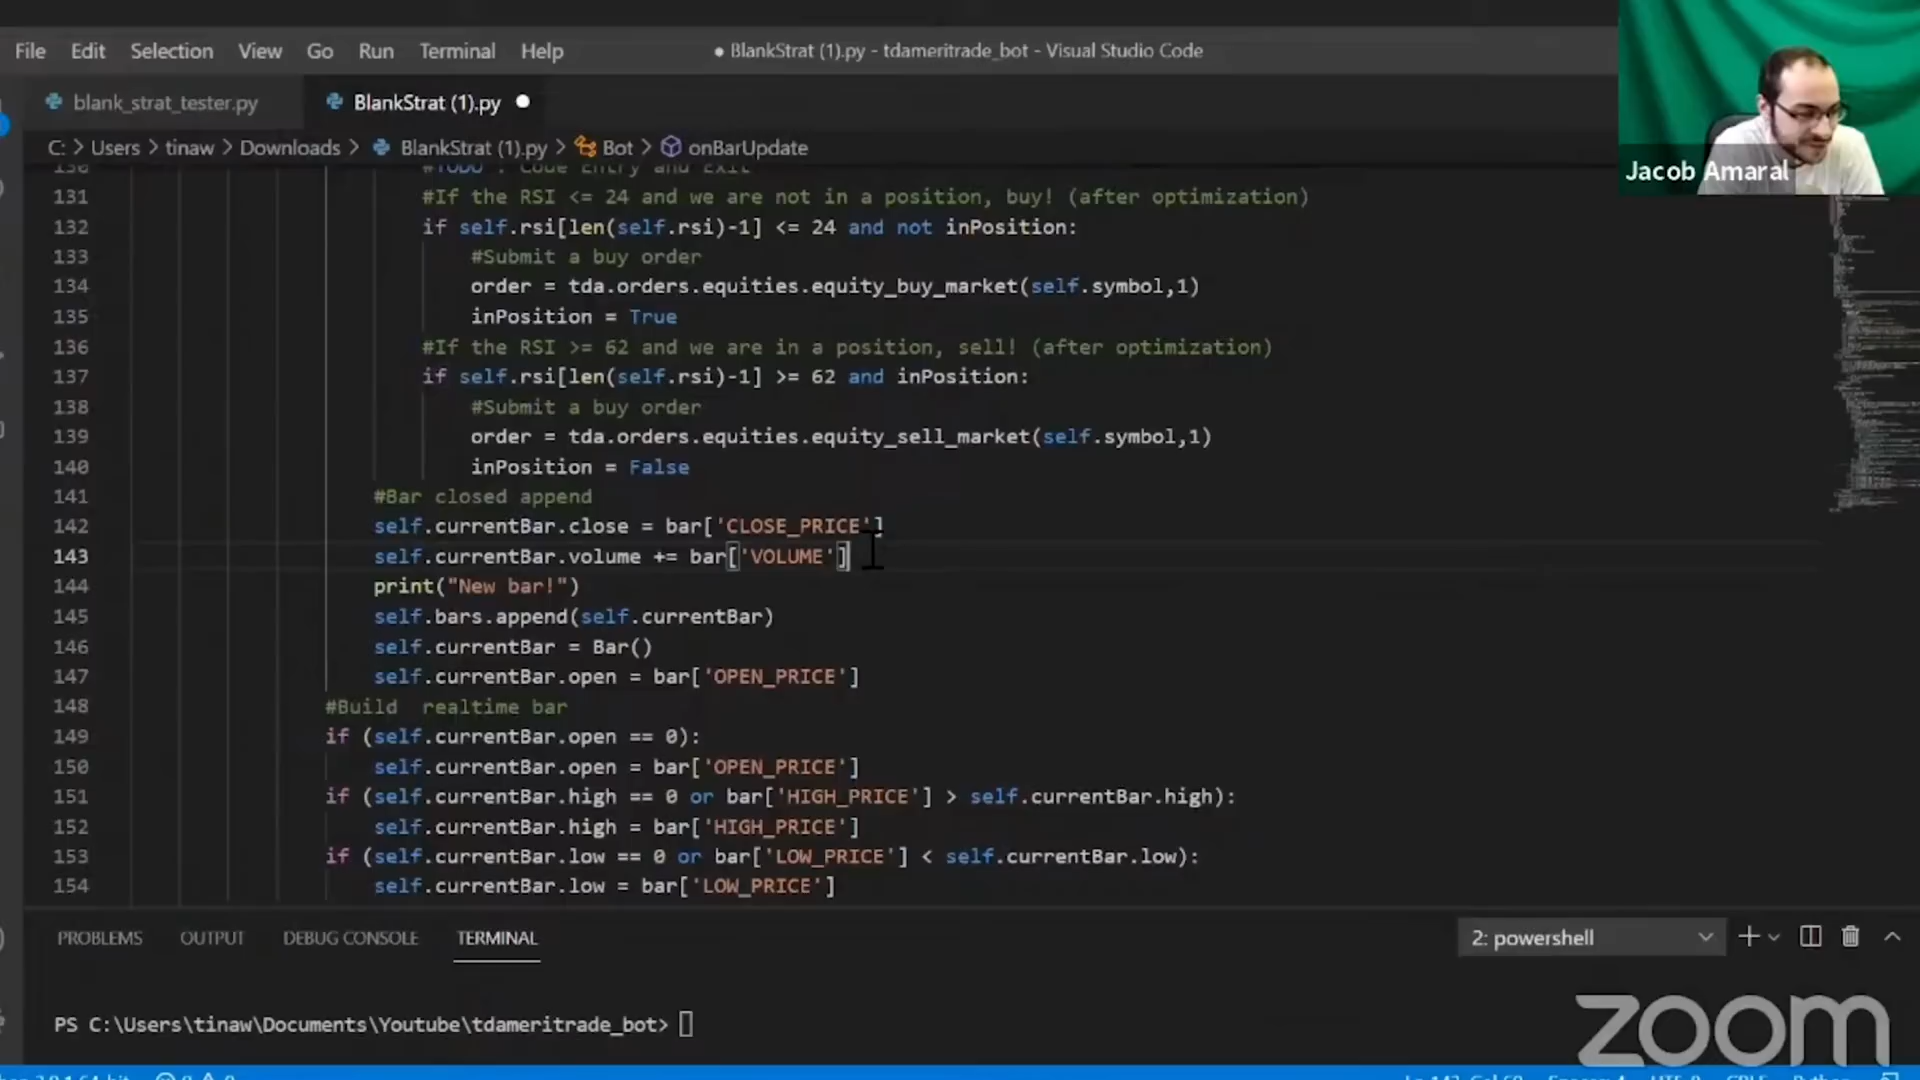 File Edit Selection View Go Run Terminal Help
● BlankStrat (1).py - tdameritrade_bot - Visual Studio Code
blank_strat_tester.py BlankStrat (1).py ●
C: > Users > tinaw > Downloads > BlankStrat (1).py > Bot > onBarUpdate
Jacob Amaral
130 #TODO : Code Entry and Exit
131 #If the RSI <= 24 and we are not in a position, buy! (after optimization)
132 if self.rsi[len(self.rsi)-1] <= 24 and not inPosition:
133 #Submit a buy order
134 order = tda.orders.equities.equity_buy_market(self.symbol,1)
135 inPosition = True
136 #If the RSI >= 62 and we are in a position, sell! (after optimization)
137 if self.rsi[len(self.rsi)-1] >= 62 and inPosition:
138 #Submit a buy order
139 order = tda.orders.equities.equity_sell_market(self.symbol,1)
140 inPosition = False
141 #Bar closed append
142 self.currentBar.close = bar['CLOSE_PRICE']
143 self.currentBar.volume += bar['VOLUME']
144 print("New bar!")
145 self.bars.append(self.currentBar)
146 self.currentBar = Bar()
147 self.currentBar.open = bar['OPEN_PRICE']
148 #Build  realtime bar
149 if (self.currentBar.open == 0):
150 self.currentBar.open = bar['OPEN_PRICE']
151 if (self.currentBar.high == 0 or bar['HIGH_PRICE'] > self.currentBar.high):
152 self.currentBar.high = bar['HIGH_PRICE']
153 if (self.currentBar.low == 0 or bar['LOW_PRICE'] < self.currentBar.low):
154 self.currentBar.low = bar['LOW_PRICE']
PROBLEMS OUTPUT DEBUG CONSOLE TERMINAL 2: powershell
PS C:\Users\tinaw\Documents\Youtube\tdameritrade_bot>
zoom